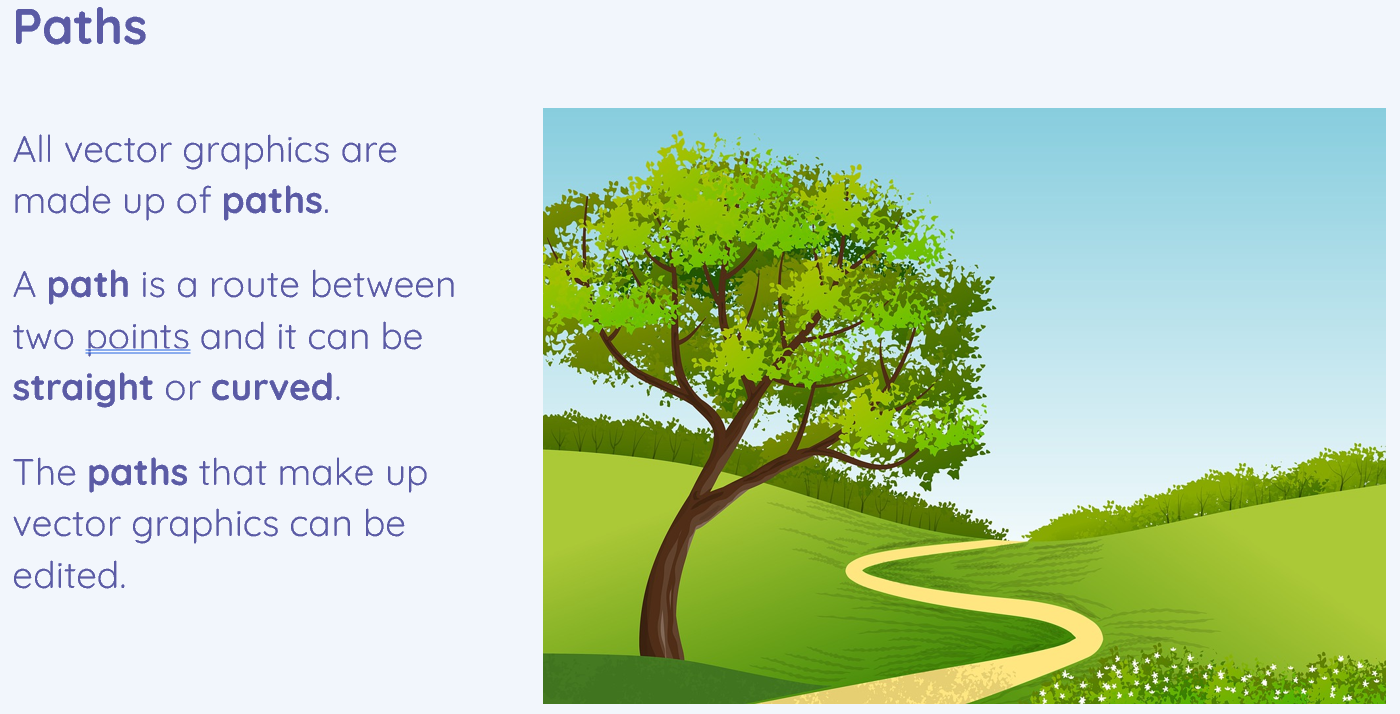 Paths
All vector graphics are
made up of paths.
A path is a route between
two points and it can be
straight or curved.
The paths that make up
vector graphics can be
edited.